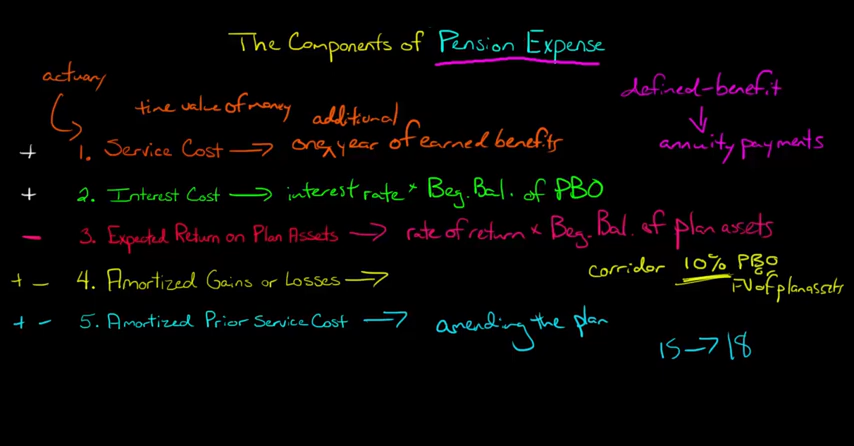 The Components of Pension Expense
actuary
defined-benefit
time value of money
additional
annuity payments
+ 1. Service Cost → one ^ year of earned benefits
+ 2. Interest Cost → interest rate * Beg. Bal. of PBO
- 3. Expected Return on Plan Assets → rate of return × Beg. Bal. of plan assets
+ - 4. Amortized Gains or Losses →
corridor 10% PBO
or
FV of plan assets
+ - 5. Amortized Prior Service Cost → amending the plan
15 → 18